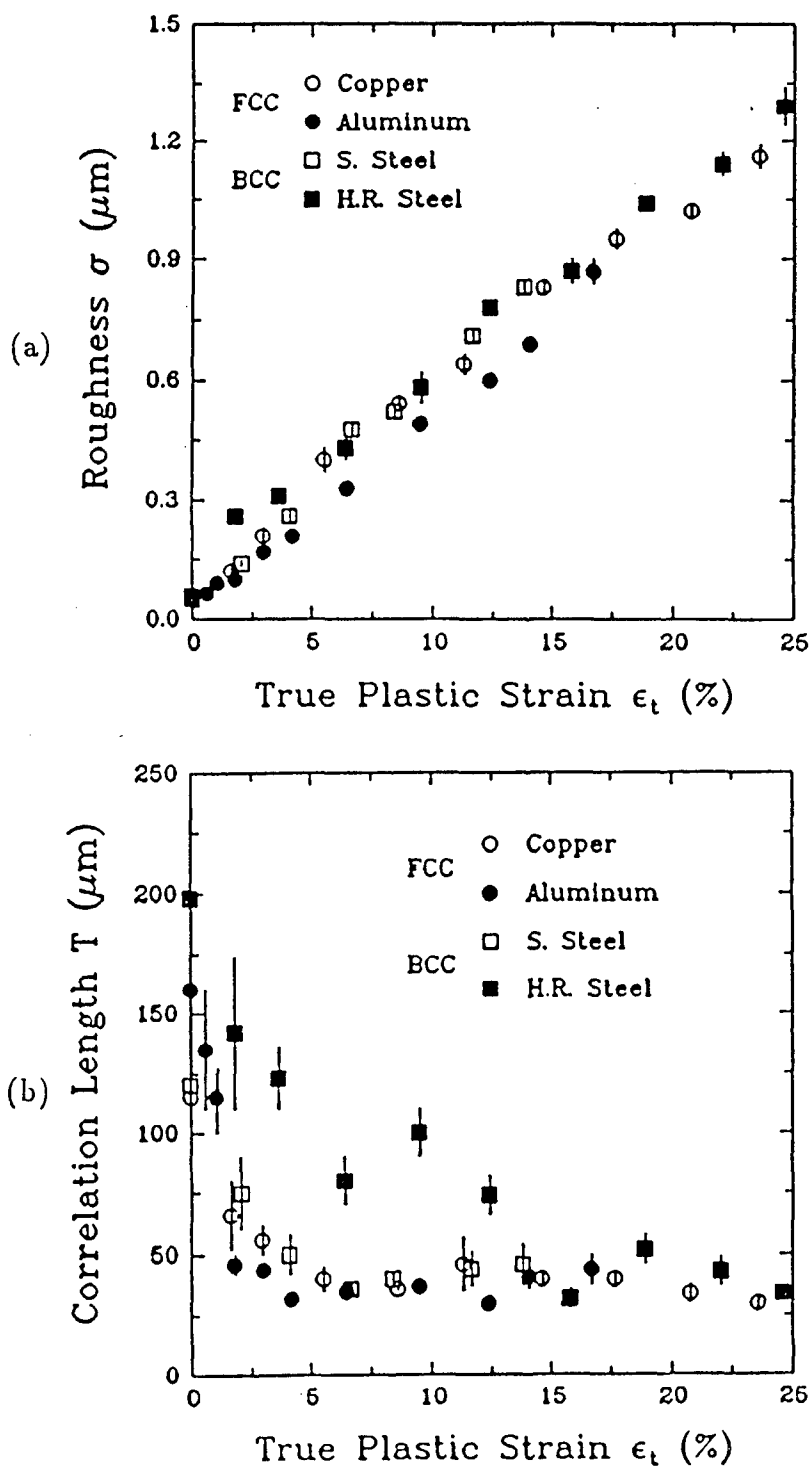 (a)
Roughness σ (μm)
1.5
1.2
0.9
0.6
0.3
0.0
FCC
○ Copper
● Aluminum
BCC
□ S. Steel
■ H.R. Steel
0 5 10 15 20 25
True Plastic Strain ϵt (%)
(b)
Correlation Length T (μm)
250
200
150
100
50
0
FCC
○ Copper
● Aluminum
BCC
□ S. Steel
■ H.R. Steel
0 5 10 15 20 25
True Plastic Strain ϵt (%)